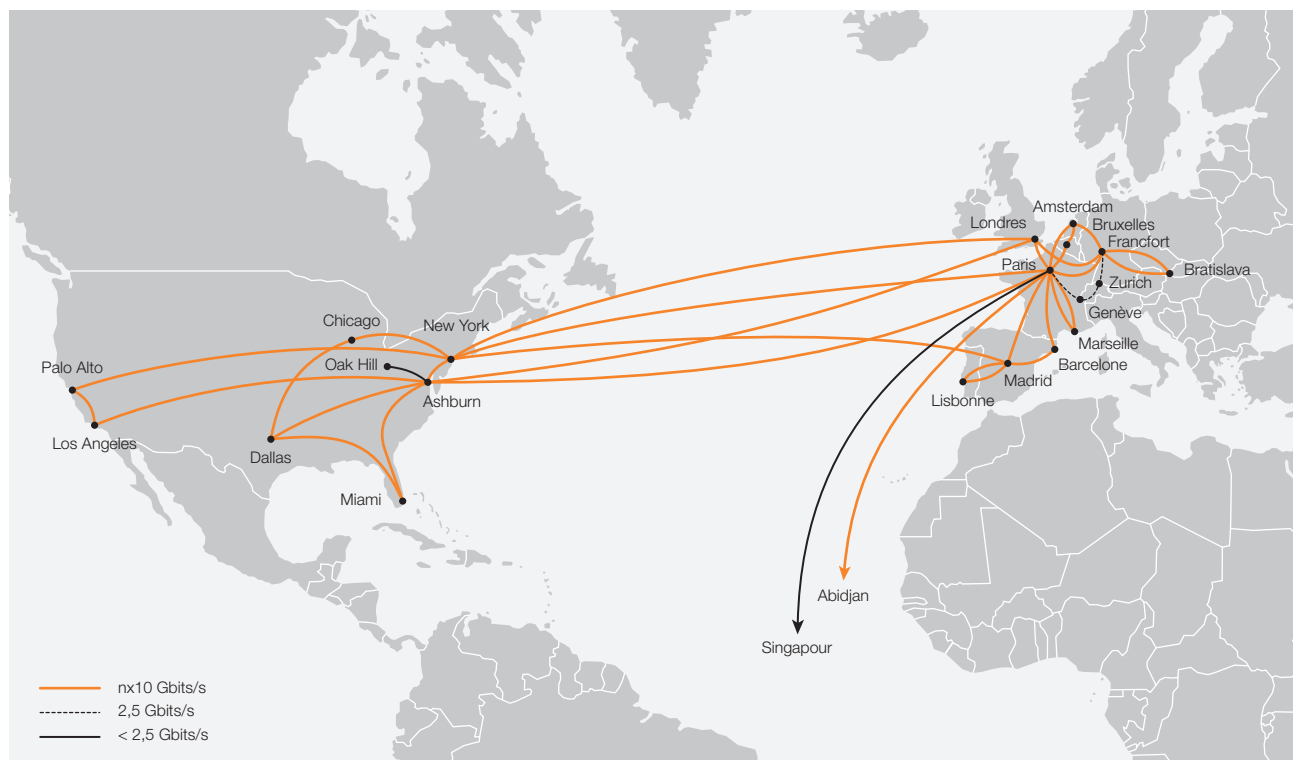 Amsterdam
Londres
Bruxelles
Francfort
Paris
Bratislava
Zurich
Genève
Chicago
New York
Marseille
Oak Hill
Barcelone
Palo Alto
Madrid
Ashburn
Lisbonne
Los Angeles
Dallas
Miami
Abidjan
Singapour
nx10 Gbits/s
2,5 Gbits/s
< 2,5 Gbits/s